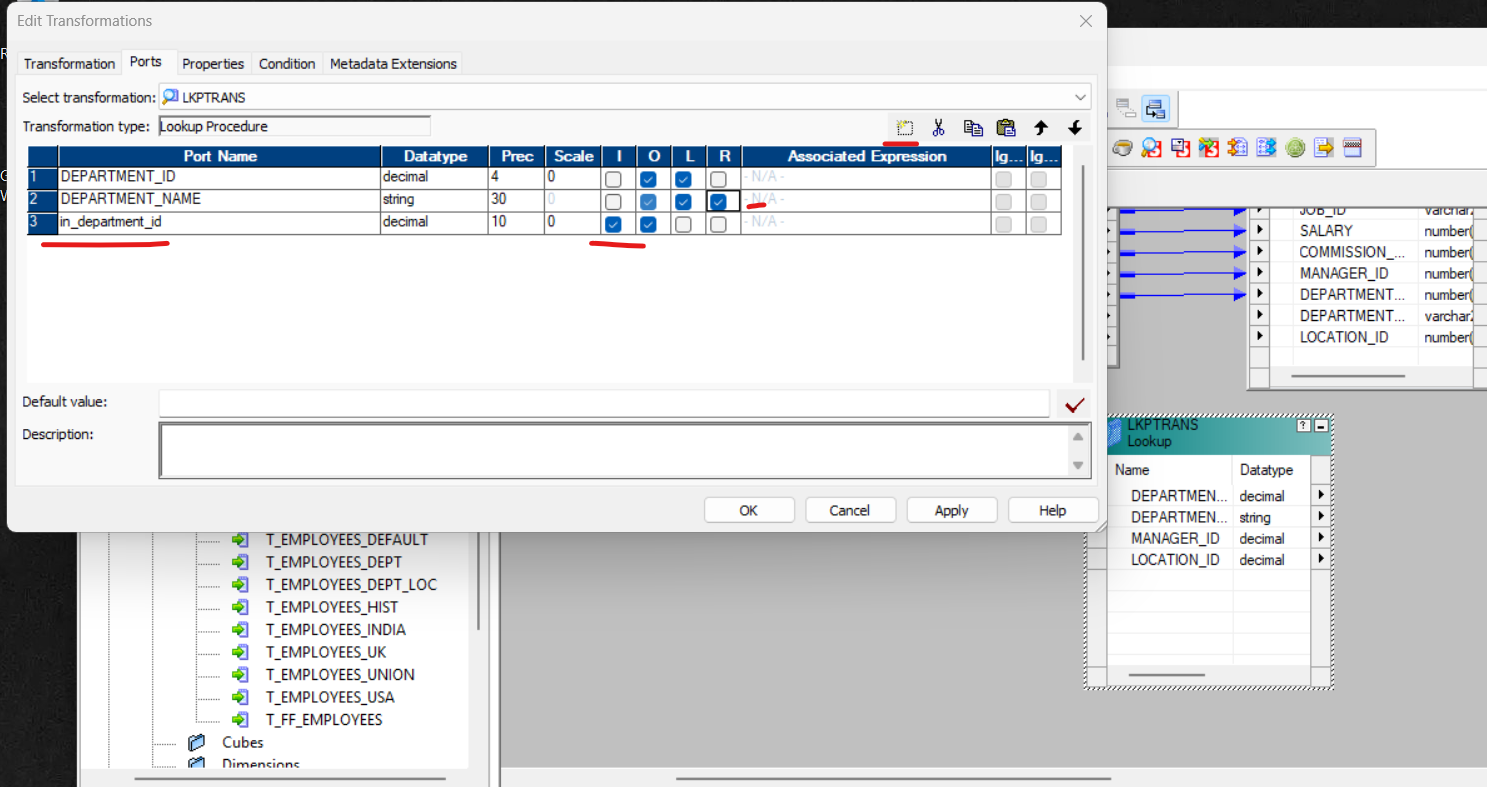 Edit Transformations
Transformation Ports Properties Condition Metadata Extensions
Select transformation: LKPTRANS
Transformation type: Lookup Procedure
Port Name Datatype Prec Scale I O L R Associated Expression Ig... Ig...
1 DEPARTMENT_ID decimal 4 0 - N/A -
2 DEPARTMENT_NAME string 30 0 - N/A -
3 in_department_id decimal 10 0 - N/A -
Default value:
Description:
OK Cancel Apply Help
JOB_ID
SALARY number(
COMMISSION_... number(
MANAGER_ID number(
DEPARTMENT... number(
DEPARTMENT...
LOCATION_ID number(
LKPTRANS
Lookup
Name Datatype
DEPARTMEN... decimal
DEPARTMEN... string
MANAGER_ID decimal
LOCATION_ID decimal
T_EMPLOYEES_DEFAULT
T_EMPLOYEES_DEPT
T_EMPLOYEES_DEPT_LOC
T_EMPLOYEES_HIST
T_EMPLOYEES_INDIA
T_EMPLOYEES_UK
T_EMPLOYEES_UNION
T_EMPLOYEES_USA
T_FF_EMPLOYEES
Cubes
Dimensions